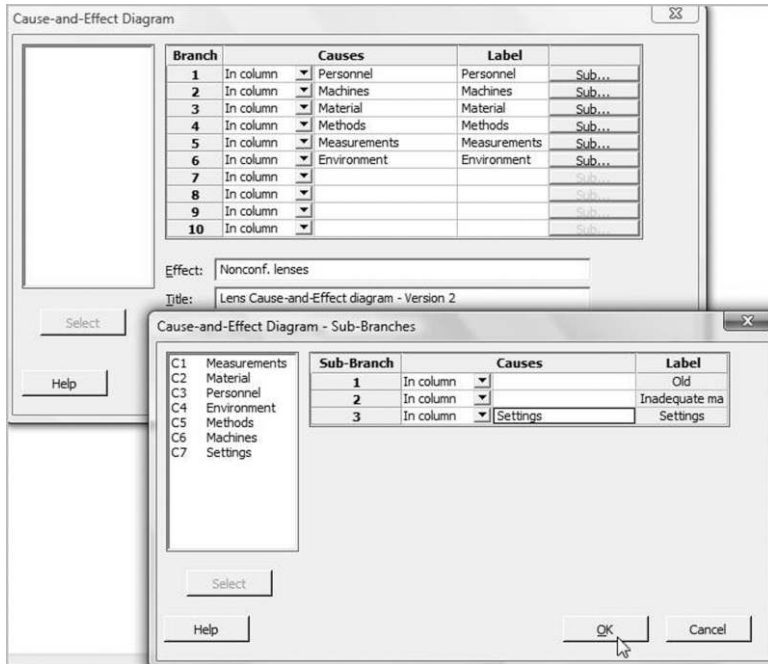 Cause-and-Effect Diagram
Branch Causes Label
1 In column Personnel Personnel Sub...
2 In column Machines Machines Sub...
3 In column Material Material Sub...
4 In column Methods Methods Sub...
5 In column Measurements Measurements Sub...
6 In column Environment Environment Sub...
7 In column Sub...
8 In column Sub...
9 In column Sub...
10 In column Sub...
Effect: Nonconf. lenses
Title: Lens Cause-and-Effect diagram - Version 2
Select
Help
Cause-and-Effect Diagram - Sub-Branches
C1 Measurements
C2 Material
C3 Personnel
C4 Environment
C5 Methods
C6 Machines
C7 Settings
Sub-Branch Causes Label
1 In column Old
2 In column Inadequate ma
3 In column Settings Settings
Select
Help
OK
Cancel